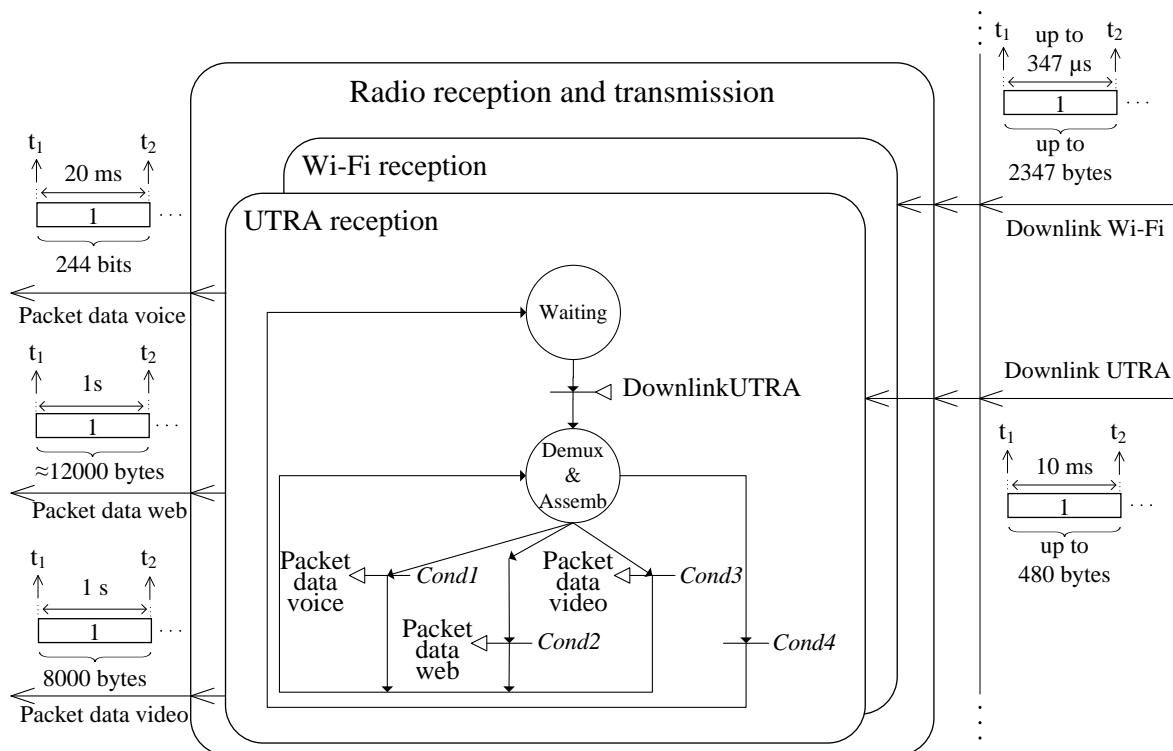 Radio reception and transmission
Wi-Fi reception
UTRA reception
t1 t2
20 ms
1 . . .
244 bits
Packet data voice
t1 t2
1s
1 . . .
≈12000 bytes
Packet data web
t1 t2
1 s
1 . . .
8000 bytes
Packet data video
Waiting
DownlinkUTRA
Demux
&
Assemb
Packet
data
voice
Cond1
Packet
data
web
Cond2
Packet
data
video
Cond3
Cond4
t1 up to t2
347 µs
1 . . .
up to
2347 bytes
Downlink Wi-Fi
Downlink UTRA
t1 t2
10 ms
1 . . .
up to
480 bytes